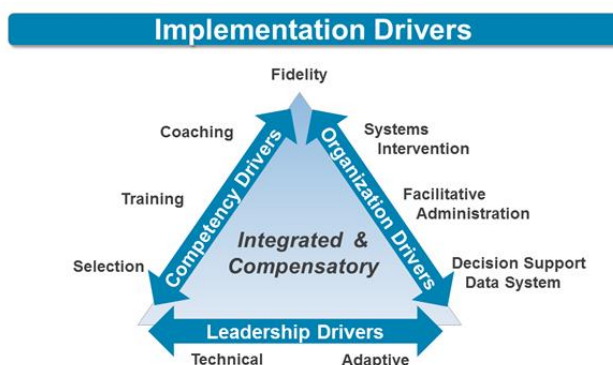 Implementation Drivers
Fidelity
Coaching
Training
Selection
Competency Drivers
Organization Drivers
Systems
Intervention
Facilitative
Administration
Decision Support
Data System
Integrated &
Compensatory
Leadership Drivers
Technical
Adaptive